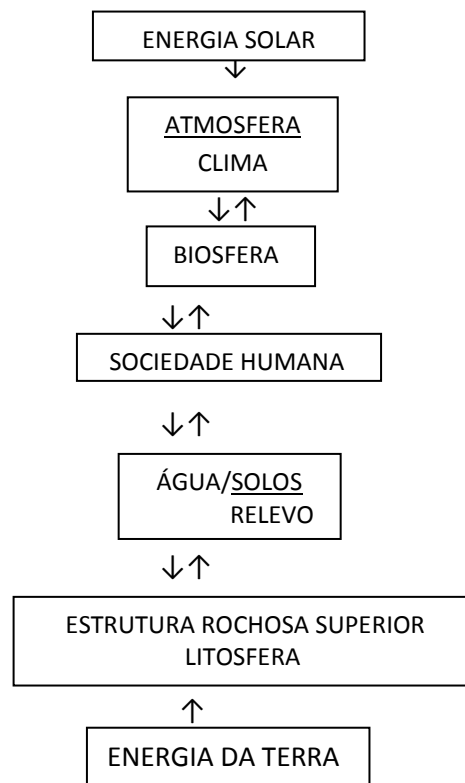 ENERGIA SOLAR
↓
ATMOSFERA
CLIMA
↓↑
BIOSFERA
↓↑
SOCIEDADE HUMANA
↓↑
ÁGUA/SOLOS
RELEVO
↓↑
ESTRUTURA ROCHOSA SUPERIOR
LITOSFERA
↑
ENERGIA DA TERRA